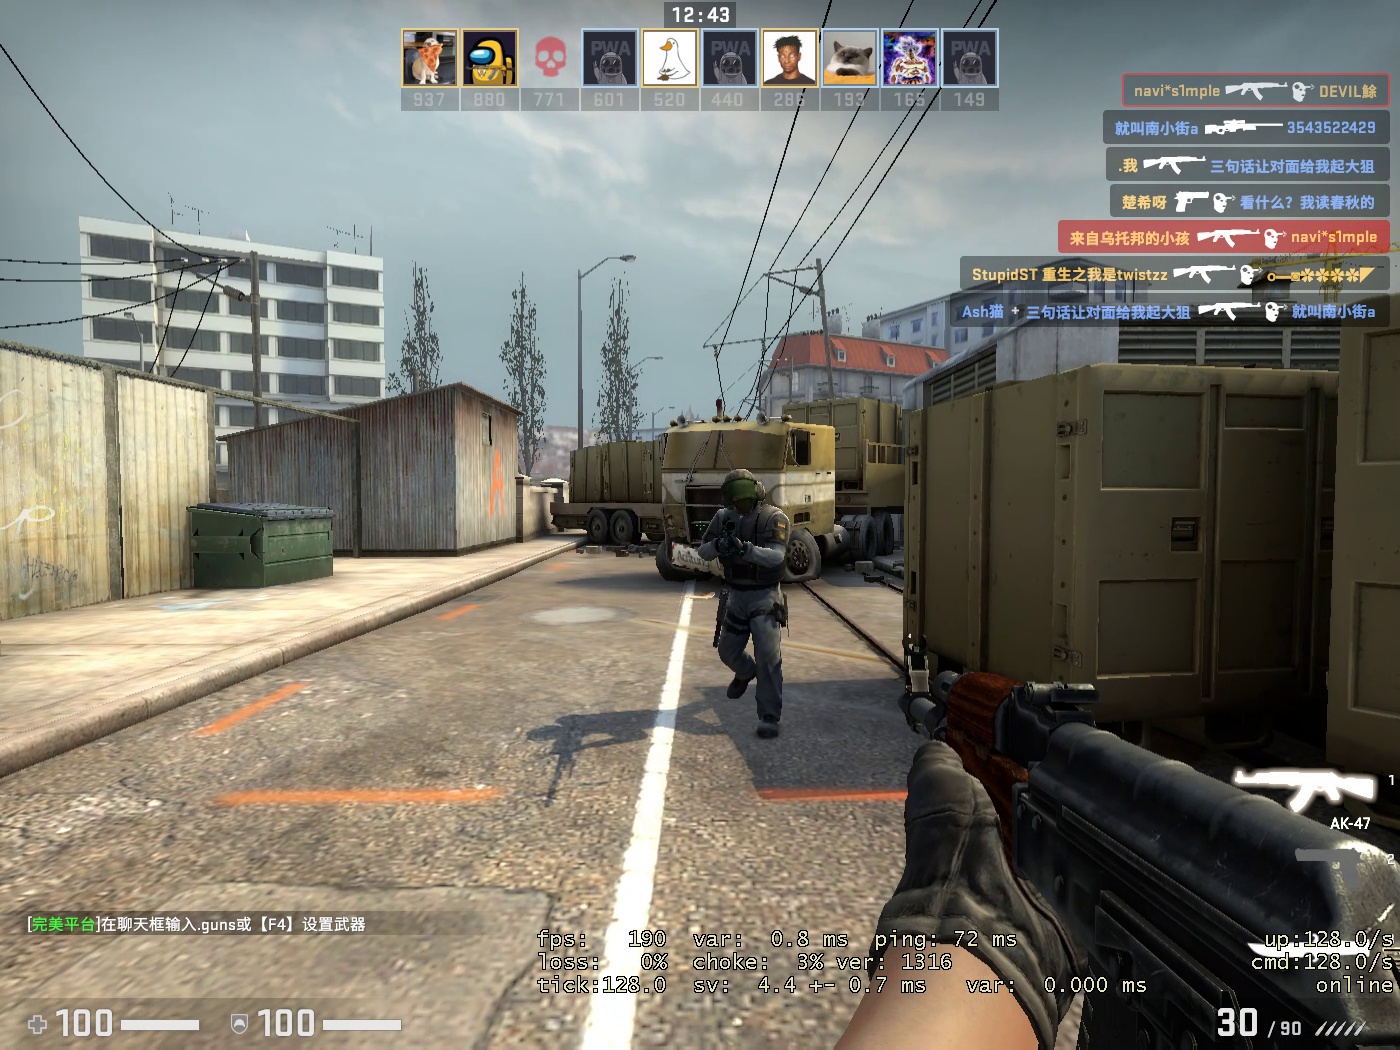 12:43
PWA PWA PWA
937 880 771 601 520 440 286 193 165 149
navi*s1mple DEVIL鲶
就叫南小街a 3543522429
.我 三句话让对面给我起大狙
楚希呀 看什么？我读春秋的
来自乌托邦的小孩 navi*s1mple
StupidST 重生之我是twistzz
Ash猫 + 三句话让对面给我起大狙 就叫南小街a
A
1
AK-47
2
[完美平台]在聊天框输入.guns或【F4】设置武器
fps: 190 var: 0.8 ms ping: 72 ms
loss: 0% choke: 3% ver: 1316
tick:128.0 sv: 4.4 +- 0.7 ms var: 0.000 ms
up:128.0/s
cmd:128.0/s
online
100 100
30 / 90